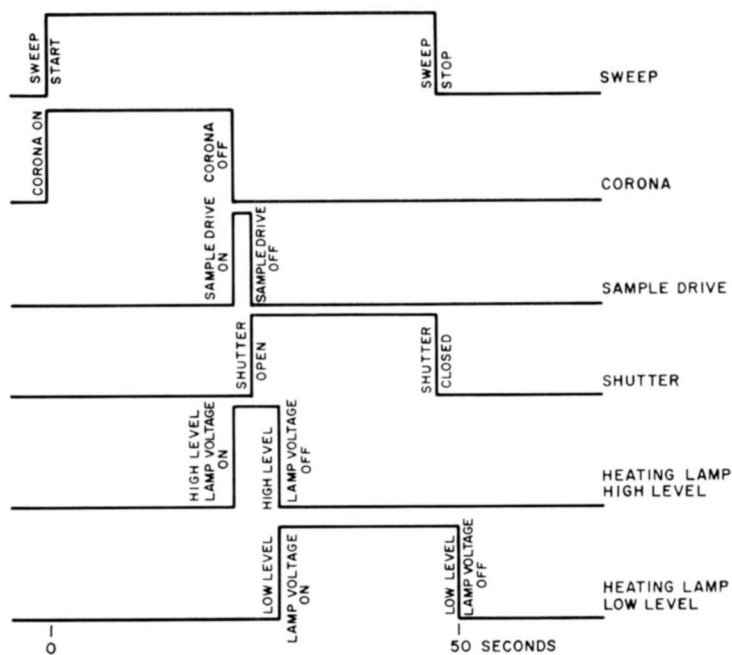 SWEEP
START
SWEEP
STOP
SWEEP
CORONA ON
CORONA
OFF
CORONA
SAMPLE DRIVE
ON
SAMPLE DRIVE
OFF
SAMPLE DRIVE
SHUTTER
OPEN
SHUTTER
CLOSED
SHUTTER
HIGH LEVEL
LAMP VOLTAGE
ON
HIGH LEVEL
LAMP VOLTAGE
OFF
HEATING LAMP
HIGH LEVEL
LOW LEVEL
LAMP VOLTAGE
ON
LOW LEVEL
LAMP VOLTAGE
OFF
HEATING LAMP
LOW LEVEL
0
50 SECONDS